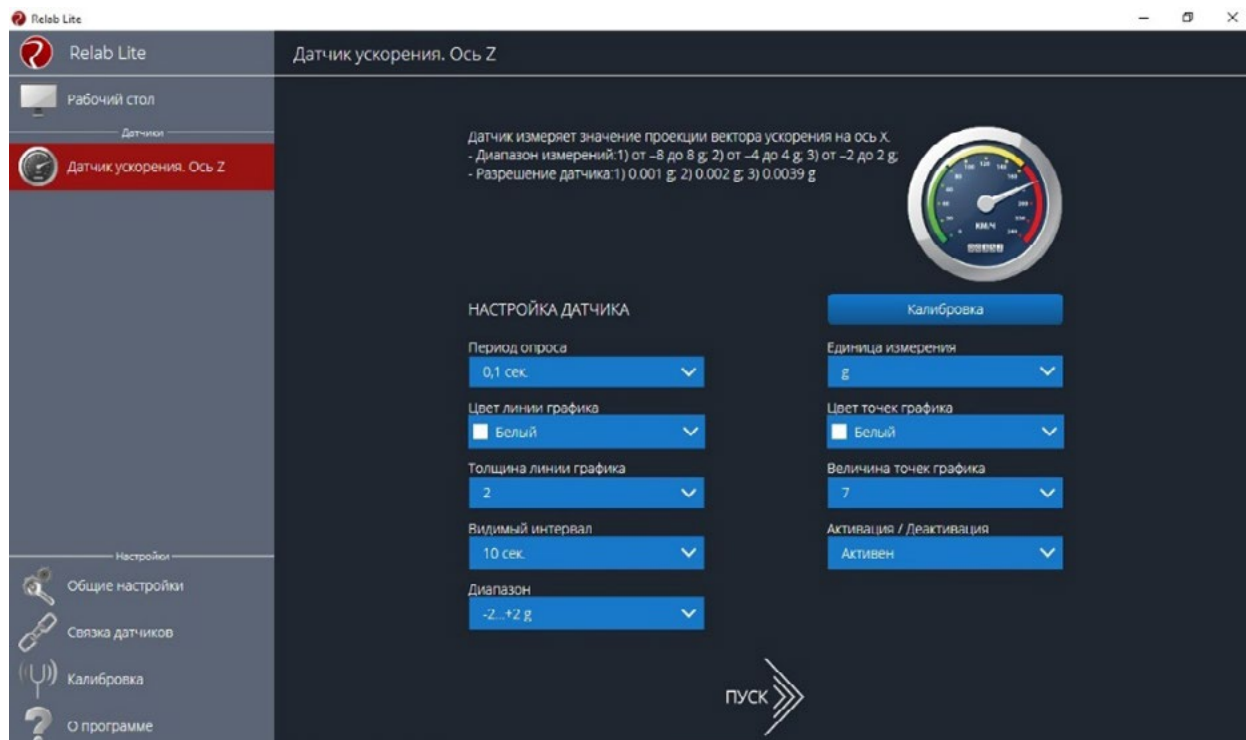 Relab Lite
Relab Lite
Датчик ускорения. Ось Z
Рабочий стол
Датчики
Датчик ускорения. Ось Z
Датчик измеряет значение проекции вектора ускорения на ось X.
- Диапазон измерений:1) от –8 до 8 g; 2) от –4 до 4 g; 3) от –2 до 2 g;
- Разрешение датчика:1) 0.001 g; 2) 0.002 g; 3) 0.0039 g
КМ/Ч
НАСТРОЙКА ДАТЧИКА
Калибровка
Период опроса
Единица измерения
0,1 сек.
g
Цвет линии графика
Цвет точек графика
Белый
Белый
Толщина линии графика
Величина точек графика
2
7
Видимый интервал
Активация / Деактивация
10 сек.
Активен
Диапазон
-2...+2 g
ПУСК
Настройки
Общие настройки
Связка датчиков
Калибровка
О программе